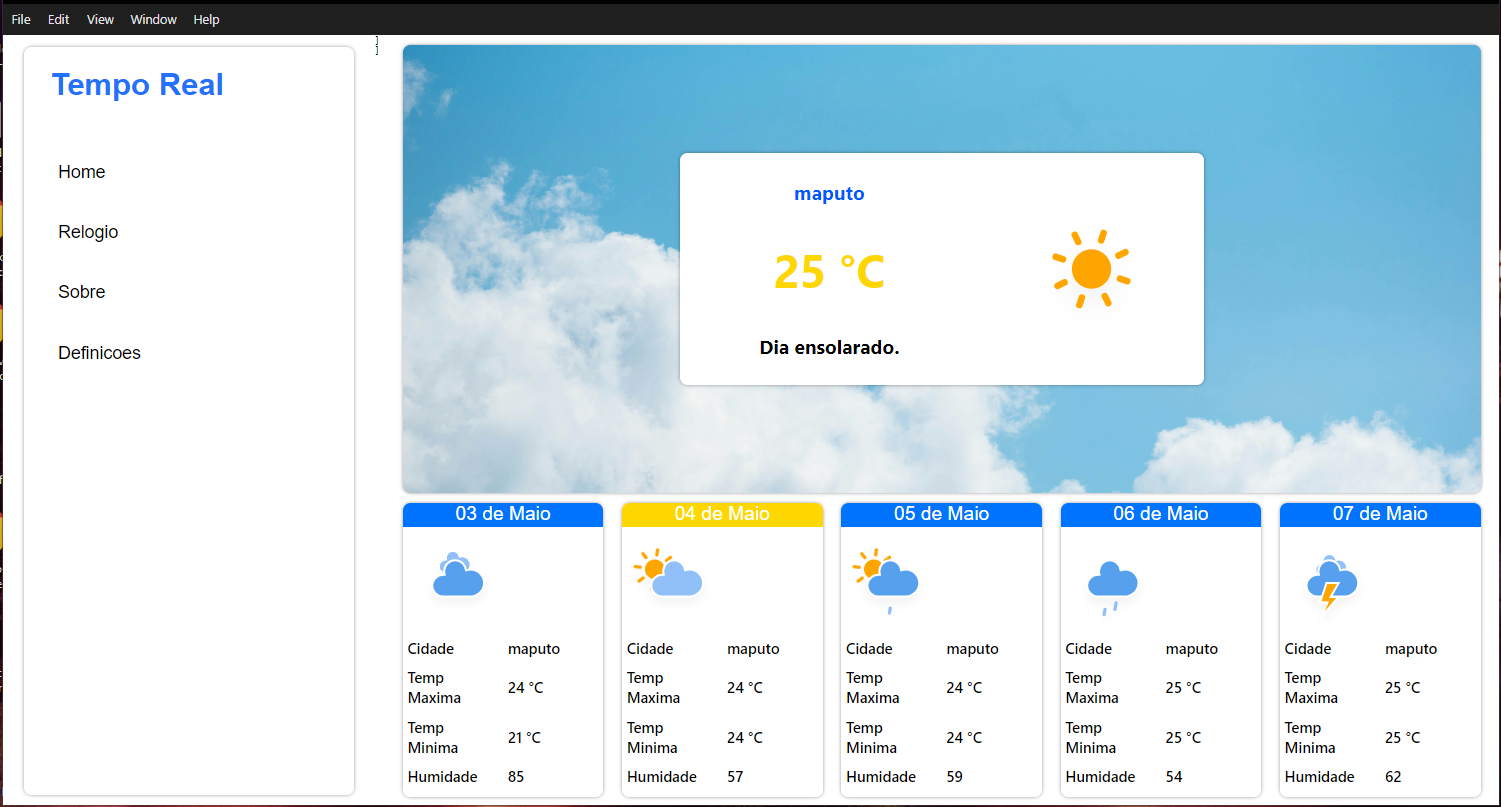 File Edit View Window Help
]
]
Tempo Real
Home
Relogio
Sobre
Definicoes
maputo
25 °C
Dia ensolarado.
03 de Maio
Cidade maputo
Temp
Maxima 24 °C
Temp
Minima 21 °C
Humidade 85
04 de Maio
Cidade maputo
Temp
Maxima 24 °C
Temp
Minima 24 °C
Humidade 57
05 de Maio
Cidade maputo
Temp
Maxima 24 °C
Temp
Minima 24 °C
Humidade 59
06 de Maio
Cidade maputo
Temp
Maxima 25 °C
Temp
Minima 25 °C
Humidade 54
07 de Maio
Cidade maputo
Temp
Maxima 25 °C
Temp
Minima 25 °C
Humidade 62